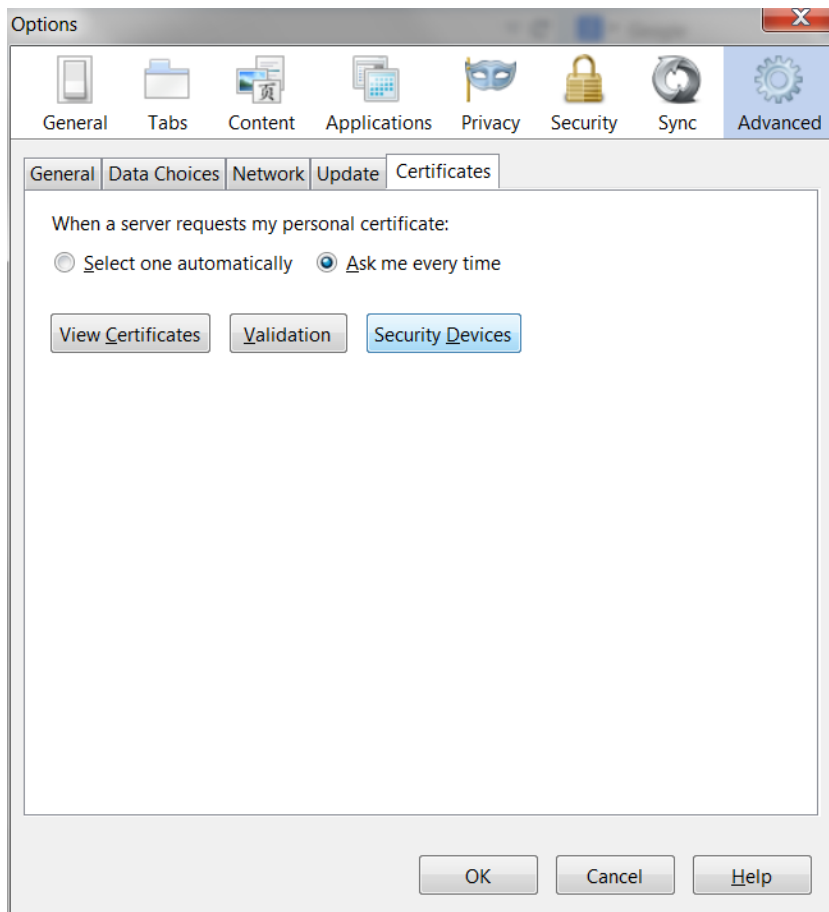 Options
General Tabs Content Applications Privacy Security Sync Advanced
General Data Choices Network Update Certificates
When a server requests my personal certificate:
Select one automatically Ask me every time
View Certificates Validation Security Devices
OK Cancel Help